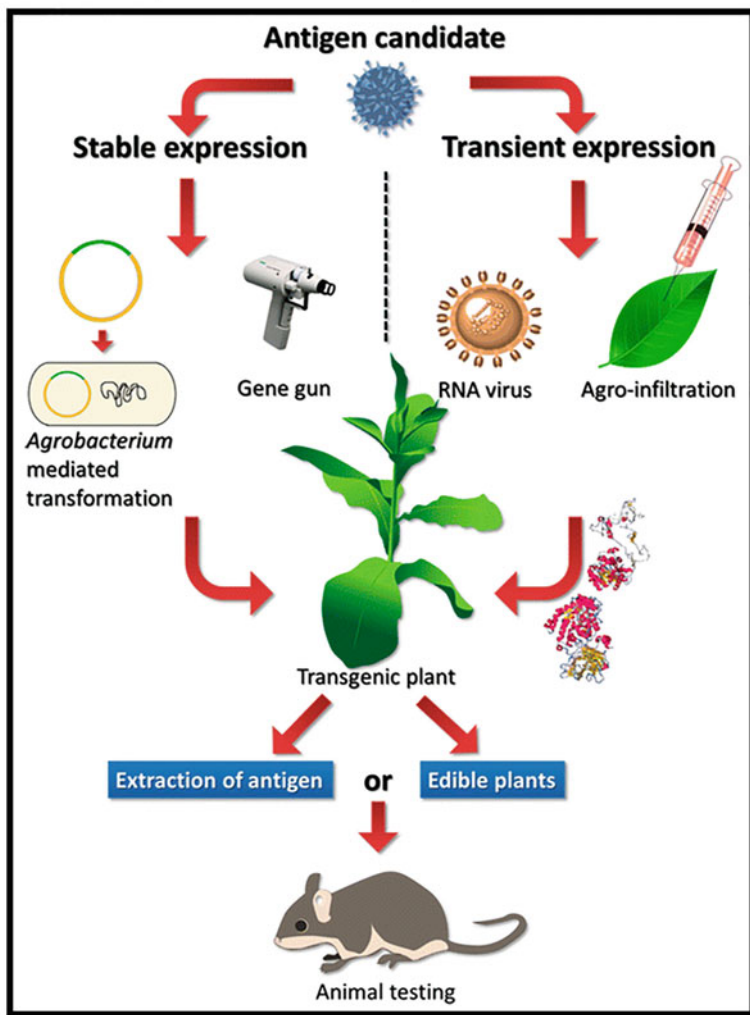 Antigen candidate
Stable expression
Transient expression
Gene gun
RNA virus
Agro-infiltration
Agrobacterium
mediated
transformation
Transgenic plant
Extraction of antigen
or
Edible plants
Animal testing